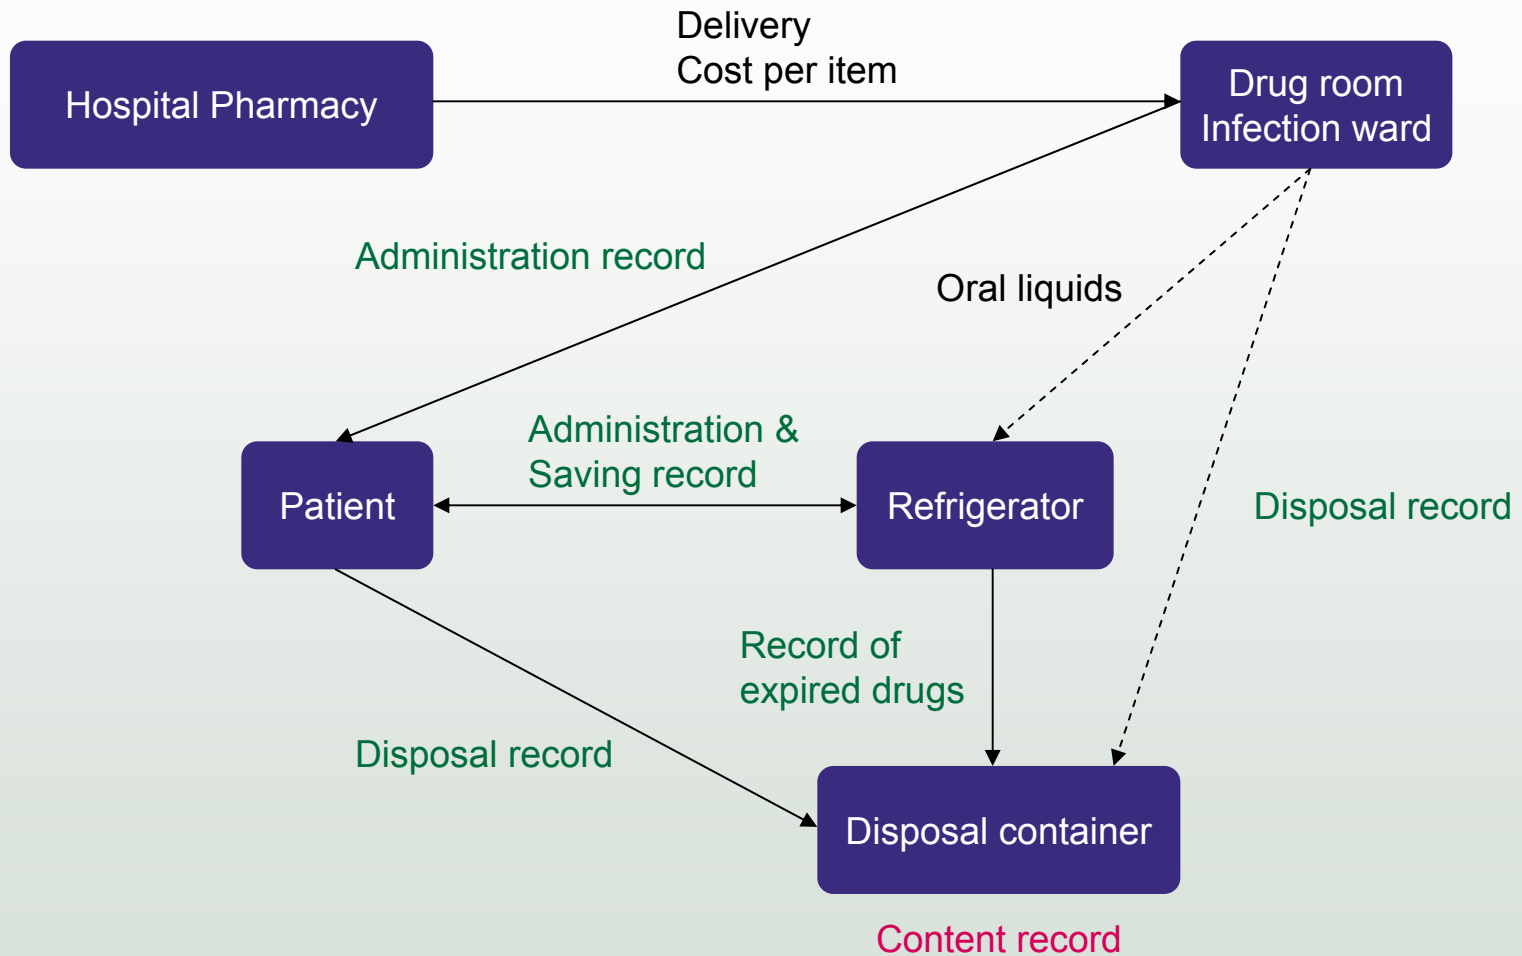 Delivery
Cost per item
Hospital Pharmacy
Drug room
Infection ward
Administration record
Oral liquids
Administration &
Saving record
Patient
Refrigerator
Disposal record
Record of
expired drugs
Disposal record
Disposal container
Content record